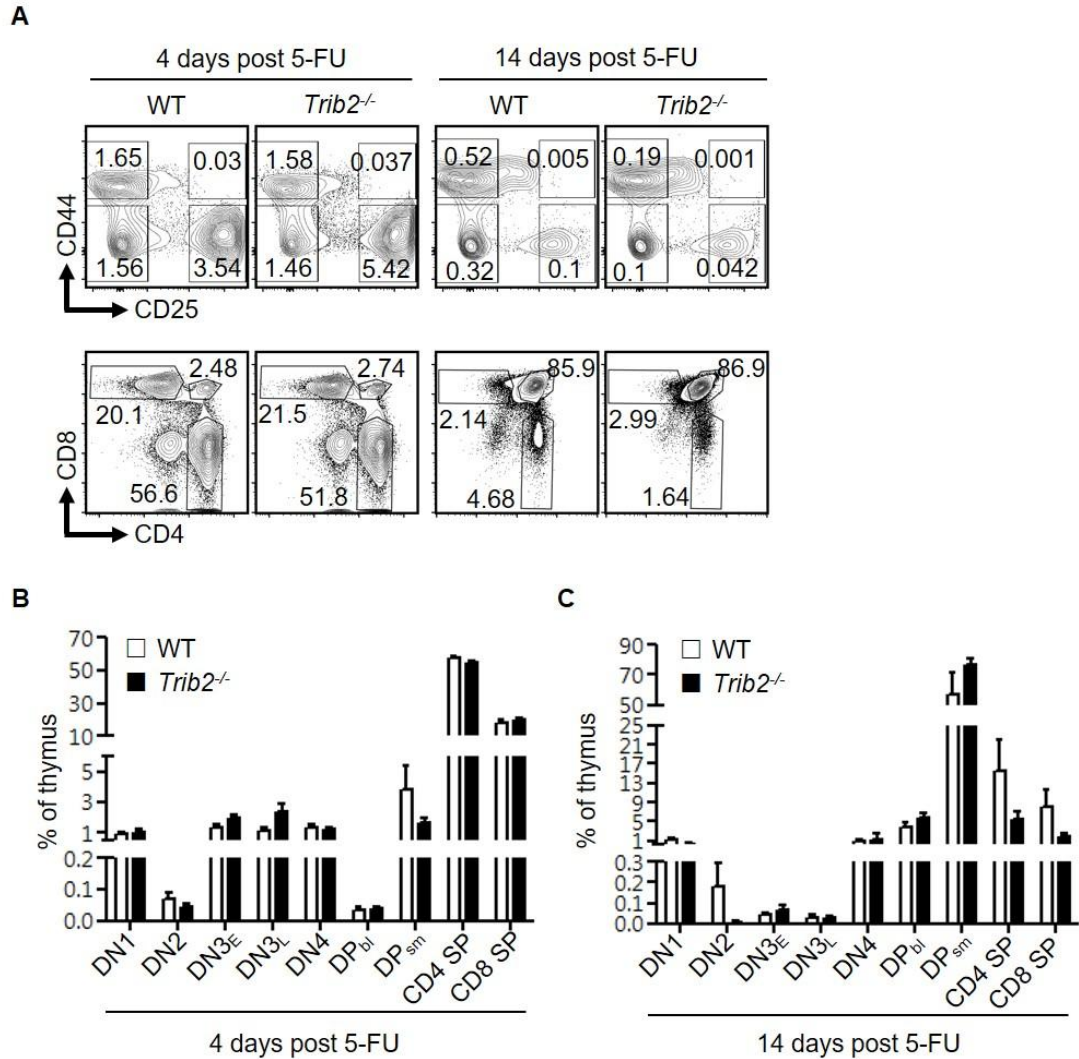 A
4 days post 5-FU
14 days post 5-FU
WT
Trib2-/-
WT
Trib2-/-
1.65
0.03
1.58
0.037
0.52
0.005
0.19
0.001
1.56
3.54
1.46
5.42
0.32
0.1
0.1
0.042
CD44
CD25
2.48
2.74
85.9
86.9
20.1
21.5
2.14
2.99
56.6
51.8
4.68
1.64
CD8
CD4
B
% of thymus
70
50
30
10
5
3
1
0.2
0.1
0.0
WT
Trib2-/-
DN1
DN2
DN3E
DN3L
DN4
DPbl
DPsm
CD4 SP
CD8 SP
4 days post 5-FU
C
% of thymus
90
70
50
25
21
17
13
9
5
1
0.3
0.2
0.1
0.0
WT
Trib2-/-
DN1
DN2
DN3E
DN3L
DN4
DPbl
DPsm
CD4 SP
CD8 SP
14 days post 5-FU